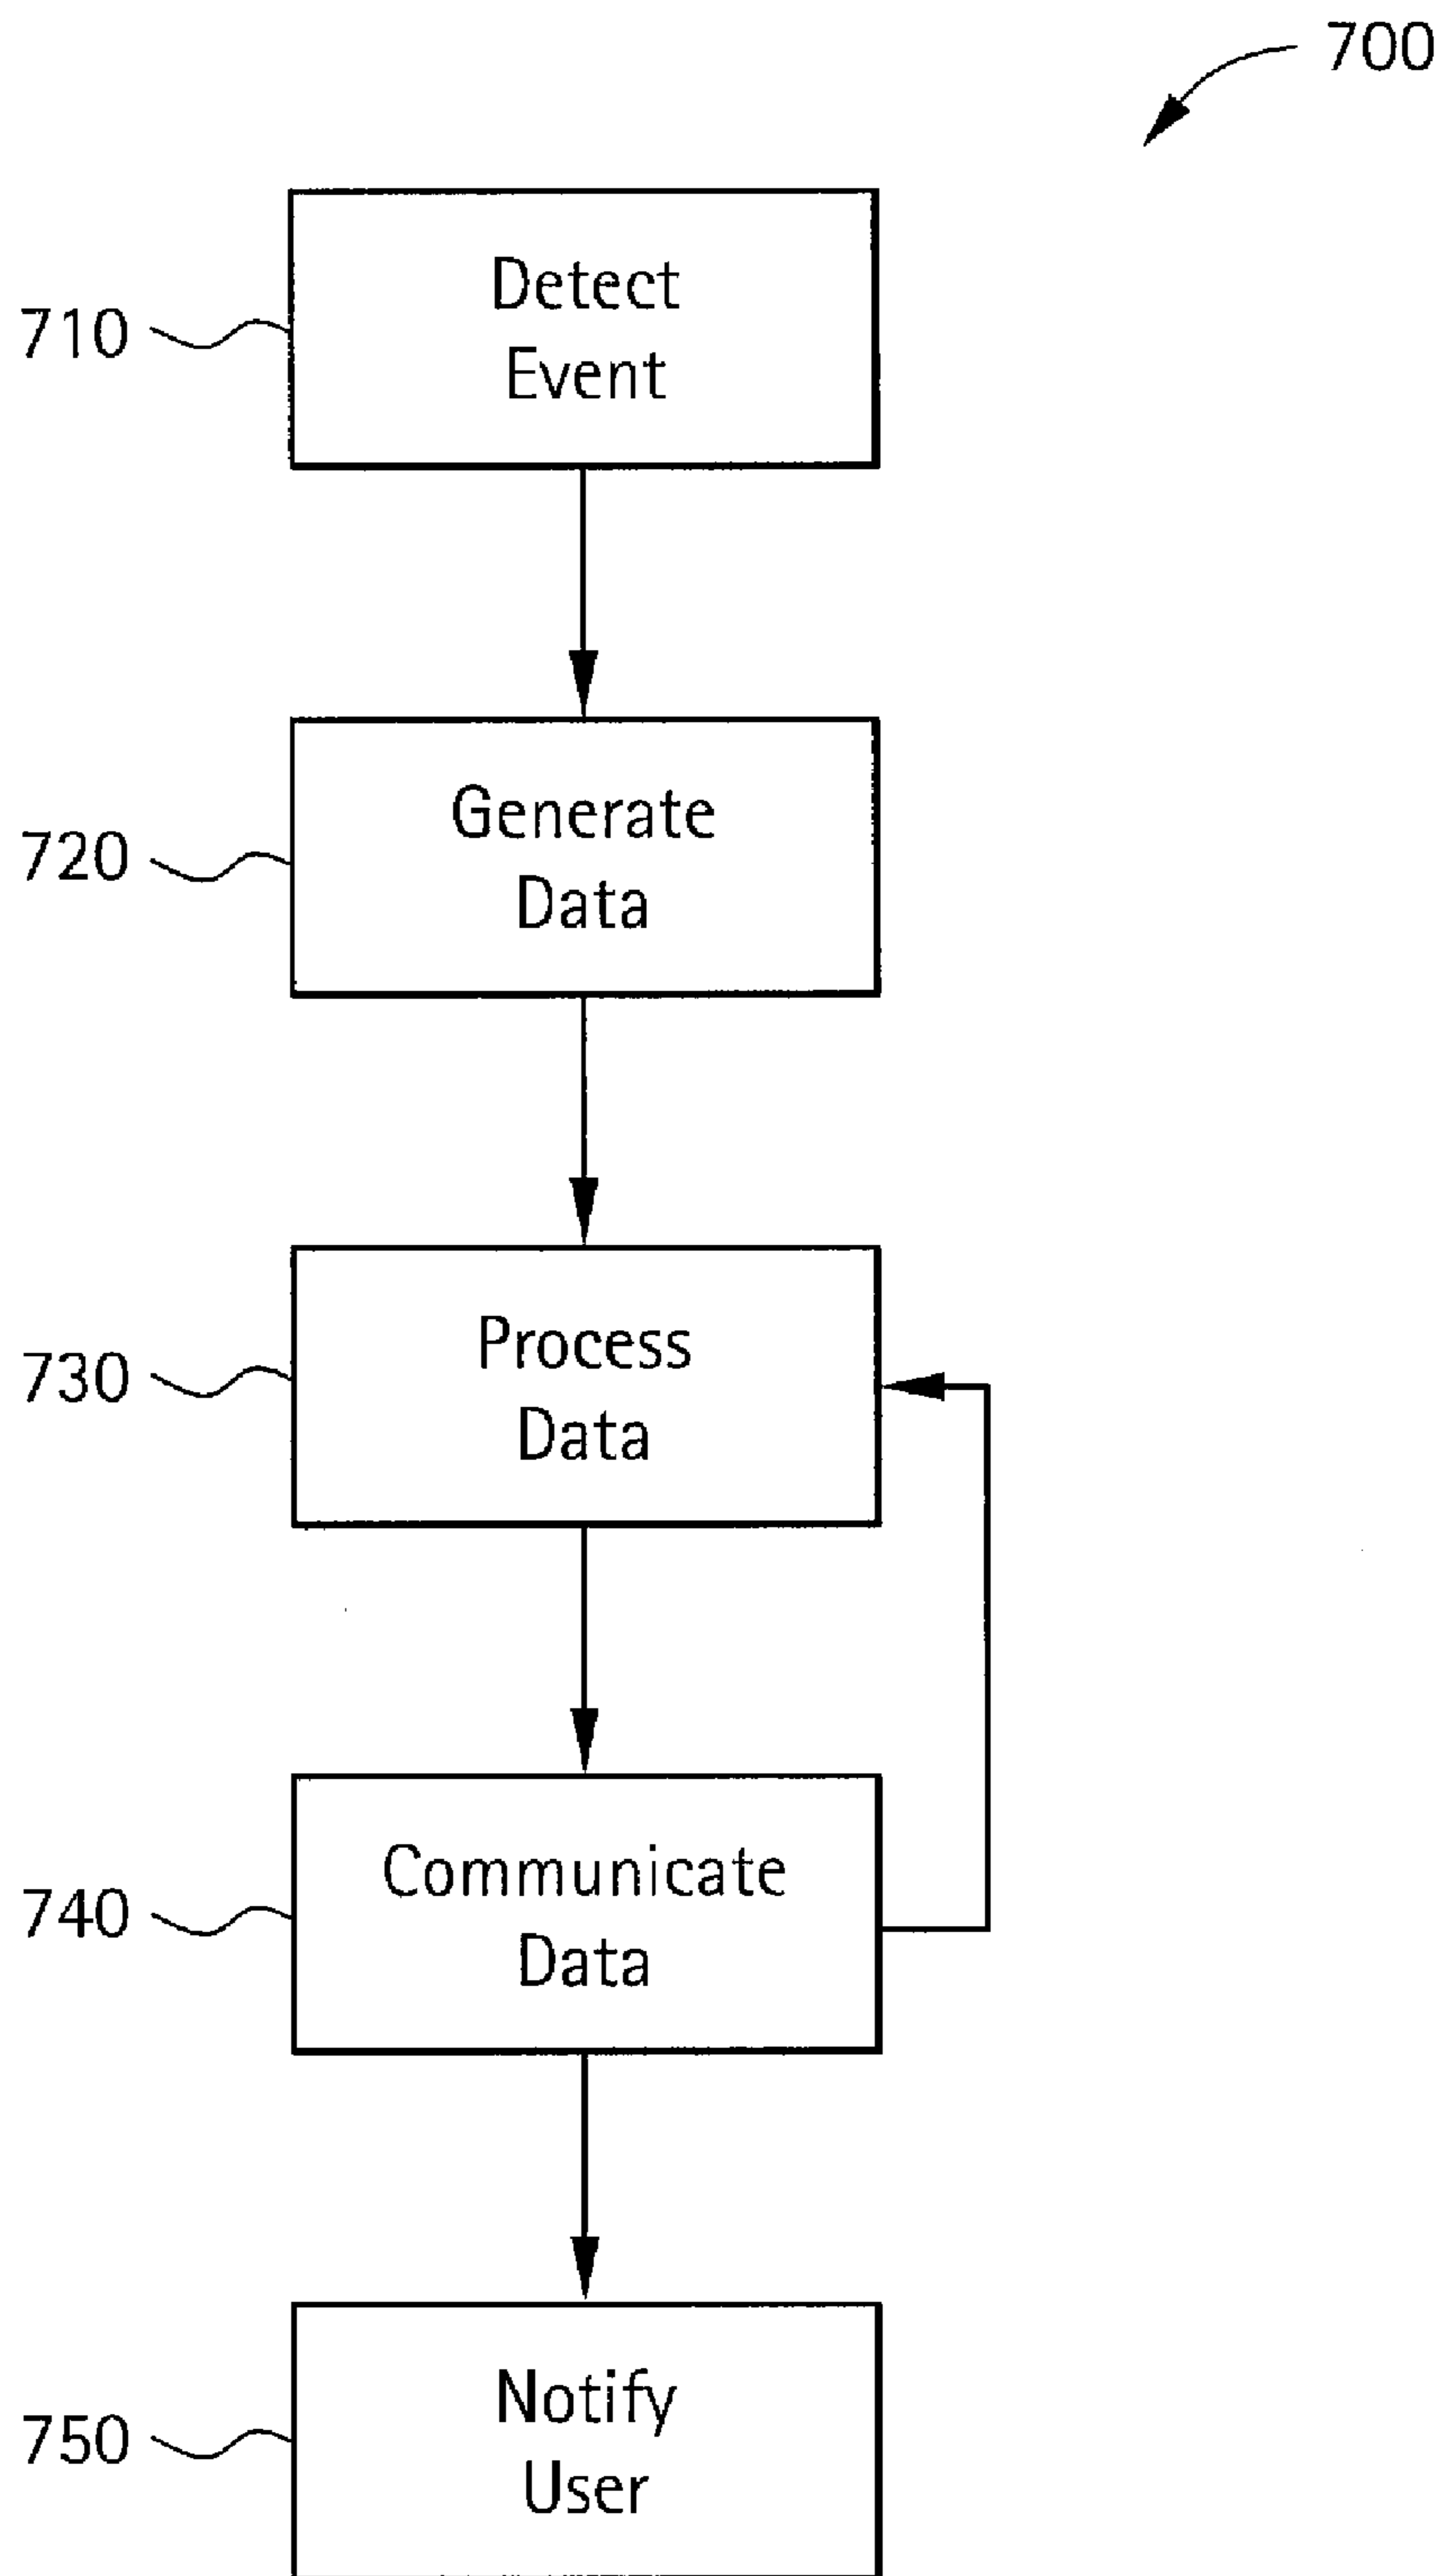 700
Detect
Event
710
Generate
Data
720
Process
Data
730
Communicate
Data
740
Notify
User
750